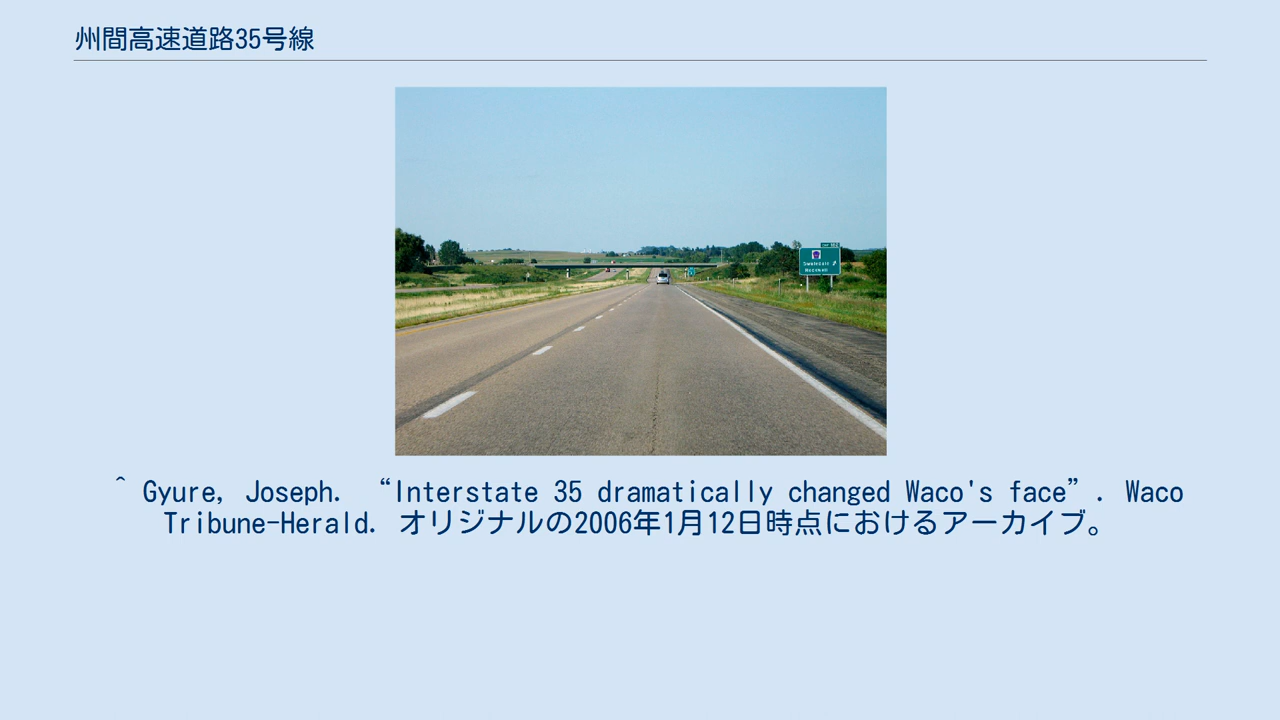 州間高速道路35号線
Swaledale
Rockwell
^ Gyure, Joseph. “Interstate 35 dramatically changed Waco's face”. Waco
Tribune-Herald. オリジナルの2006年1月12日時点におけるアーカイブ。